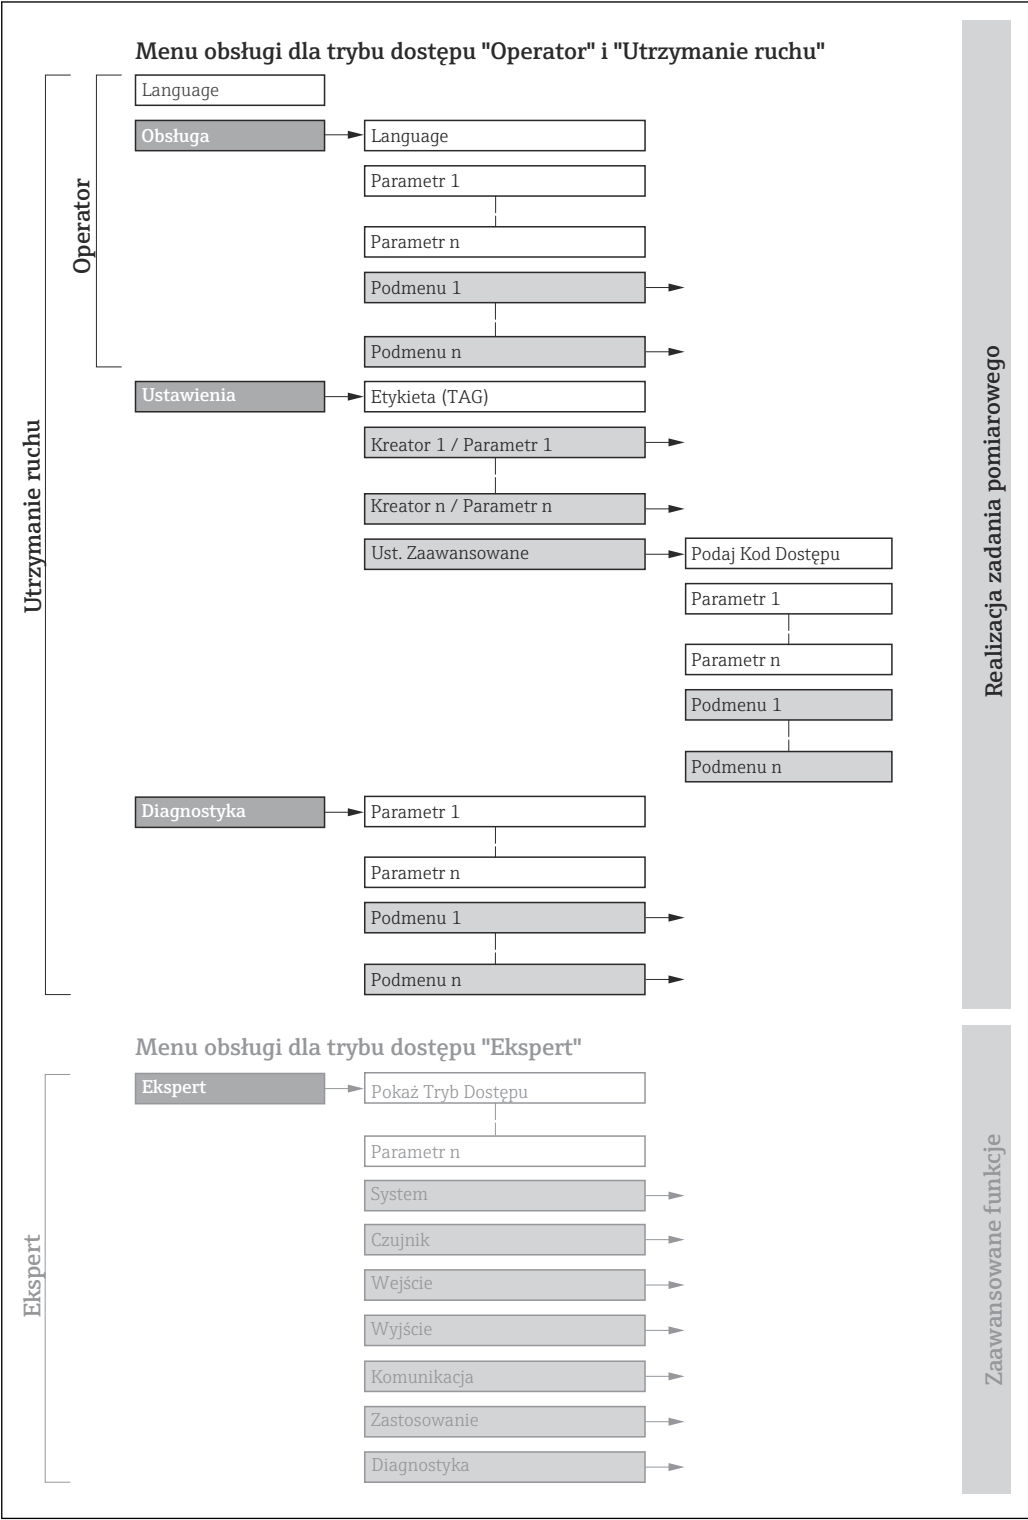 Menu obsługi dla trybu dostępu "Operator" i "Utrzymanie ruchu"
Language
Obsługa
Language
Parametr 1
Parametr n
Podmenu 1
Podmenu n
Operator
Ustawienia
Etykieta (TAG)
Kreator 1 / Parametr 1
Kreator n / Parametr n
Ust. Zaawansowane
Podaj Kod Dostępu
Parametr 1
Parametr n
Podmenu 1
Podmenu n
Utrzymanie ruchu
Diagnostyka
Parametr 1
Parametr n
Podmenu 1
Podmenu n
Realizacja zadania pomiarowego
Menu obsługi dla trybu dostępu "Ekspert"
Ekspert
Pokaż Tryb Dostępu
Parametr n
System
Czujnik
Wejście
Wyjście
Komunikacja
Zastosowanie
Diagnostyka
Ekspert
Zaawansowane funkcje